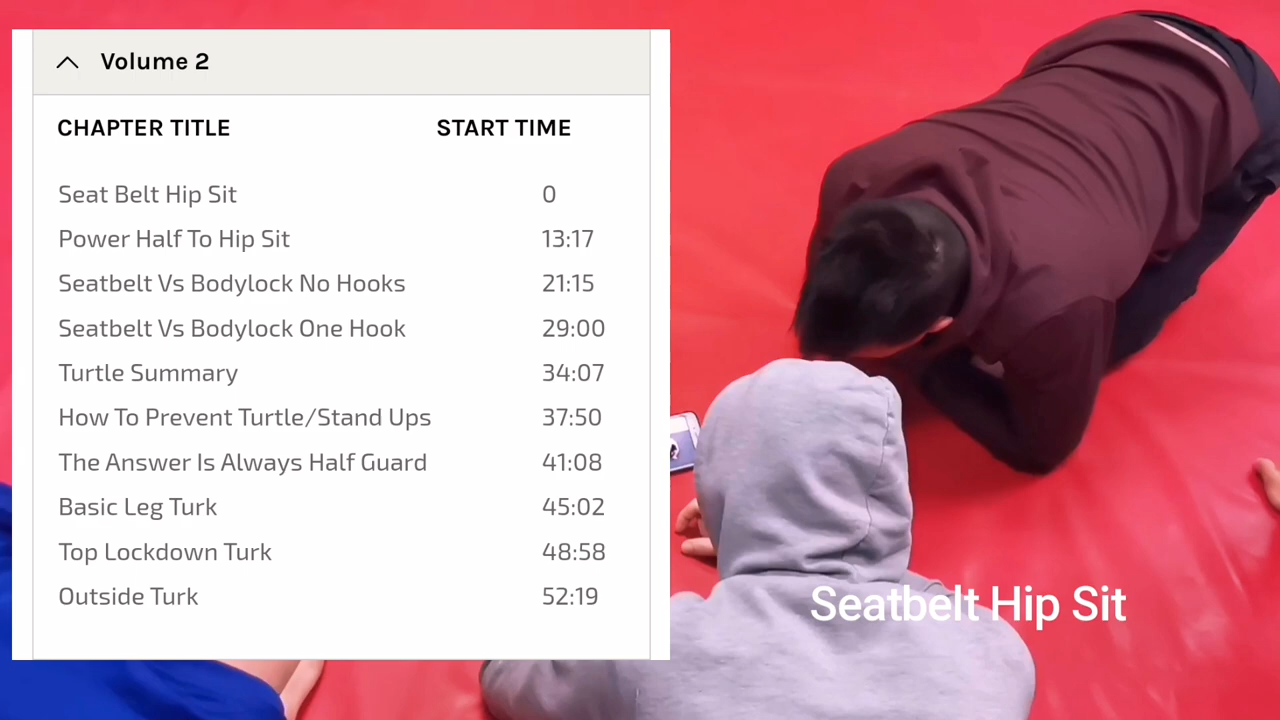 Volume 2
CHAPTER TITLE START TIME
Seat Belt Hip Sit 0
Power Half To Hip Sit 13:17
Seatbelt Vs Bodylock No Hooks 21:15
Seatbelt Vs Bodylock One Hook 29:00
Turtle Summary 34:07
How To Prevent Turtle/Stand Ups 37:50
The Answer Is Always Half Guard 41:08
Basic Leg Turk 45:02
Top Lockdown Turk 48:58
Outside Turk 52:19
Seatbelt Hip Sit